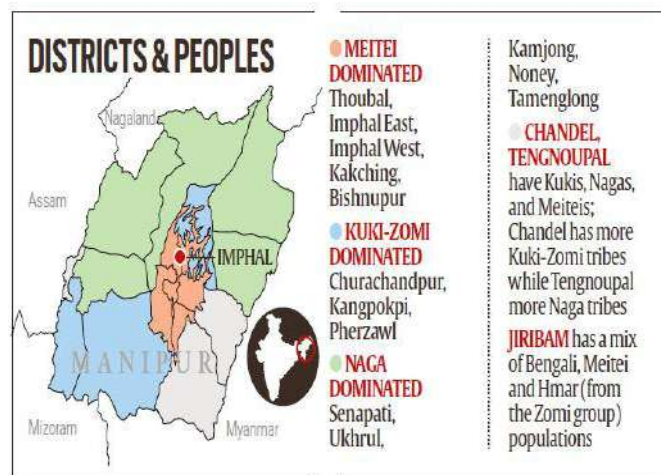 DISTRICTS & PEOPLES
Nagaland
Assam
IMPHAL
MANIPUR
Mizoram
Myanmar
MEITEI
DOMINATED
Thoubal,
Imphal East,
Imphal West,
Kakching,
Bishnupur
KUKI-ZOMI
DOMINATED
Churachandpur,
Kangpokpi,
Pherzawl
NAGA
DOMINATED
Senapati,
Ukhrul,
Kamjong,
Noney,
Tamenglong
CHANDEL,
TENGNOUPAL
have Kukis, Nagas,
and Meiteis;
Chandel has more
Kuki-Zomi tribes
while Tengnoupal
more Naga tribes
JIRIBAM has a mix
of Bengali, Meitei
and Hmar (from
the Zomi group)
populations